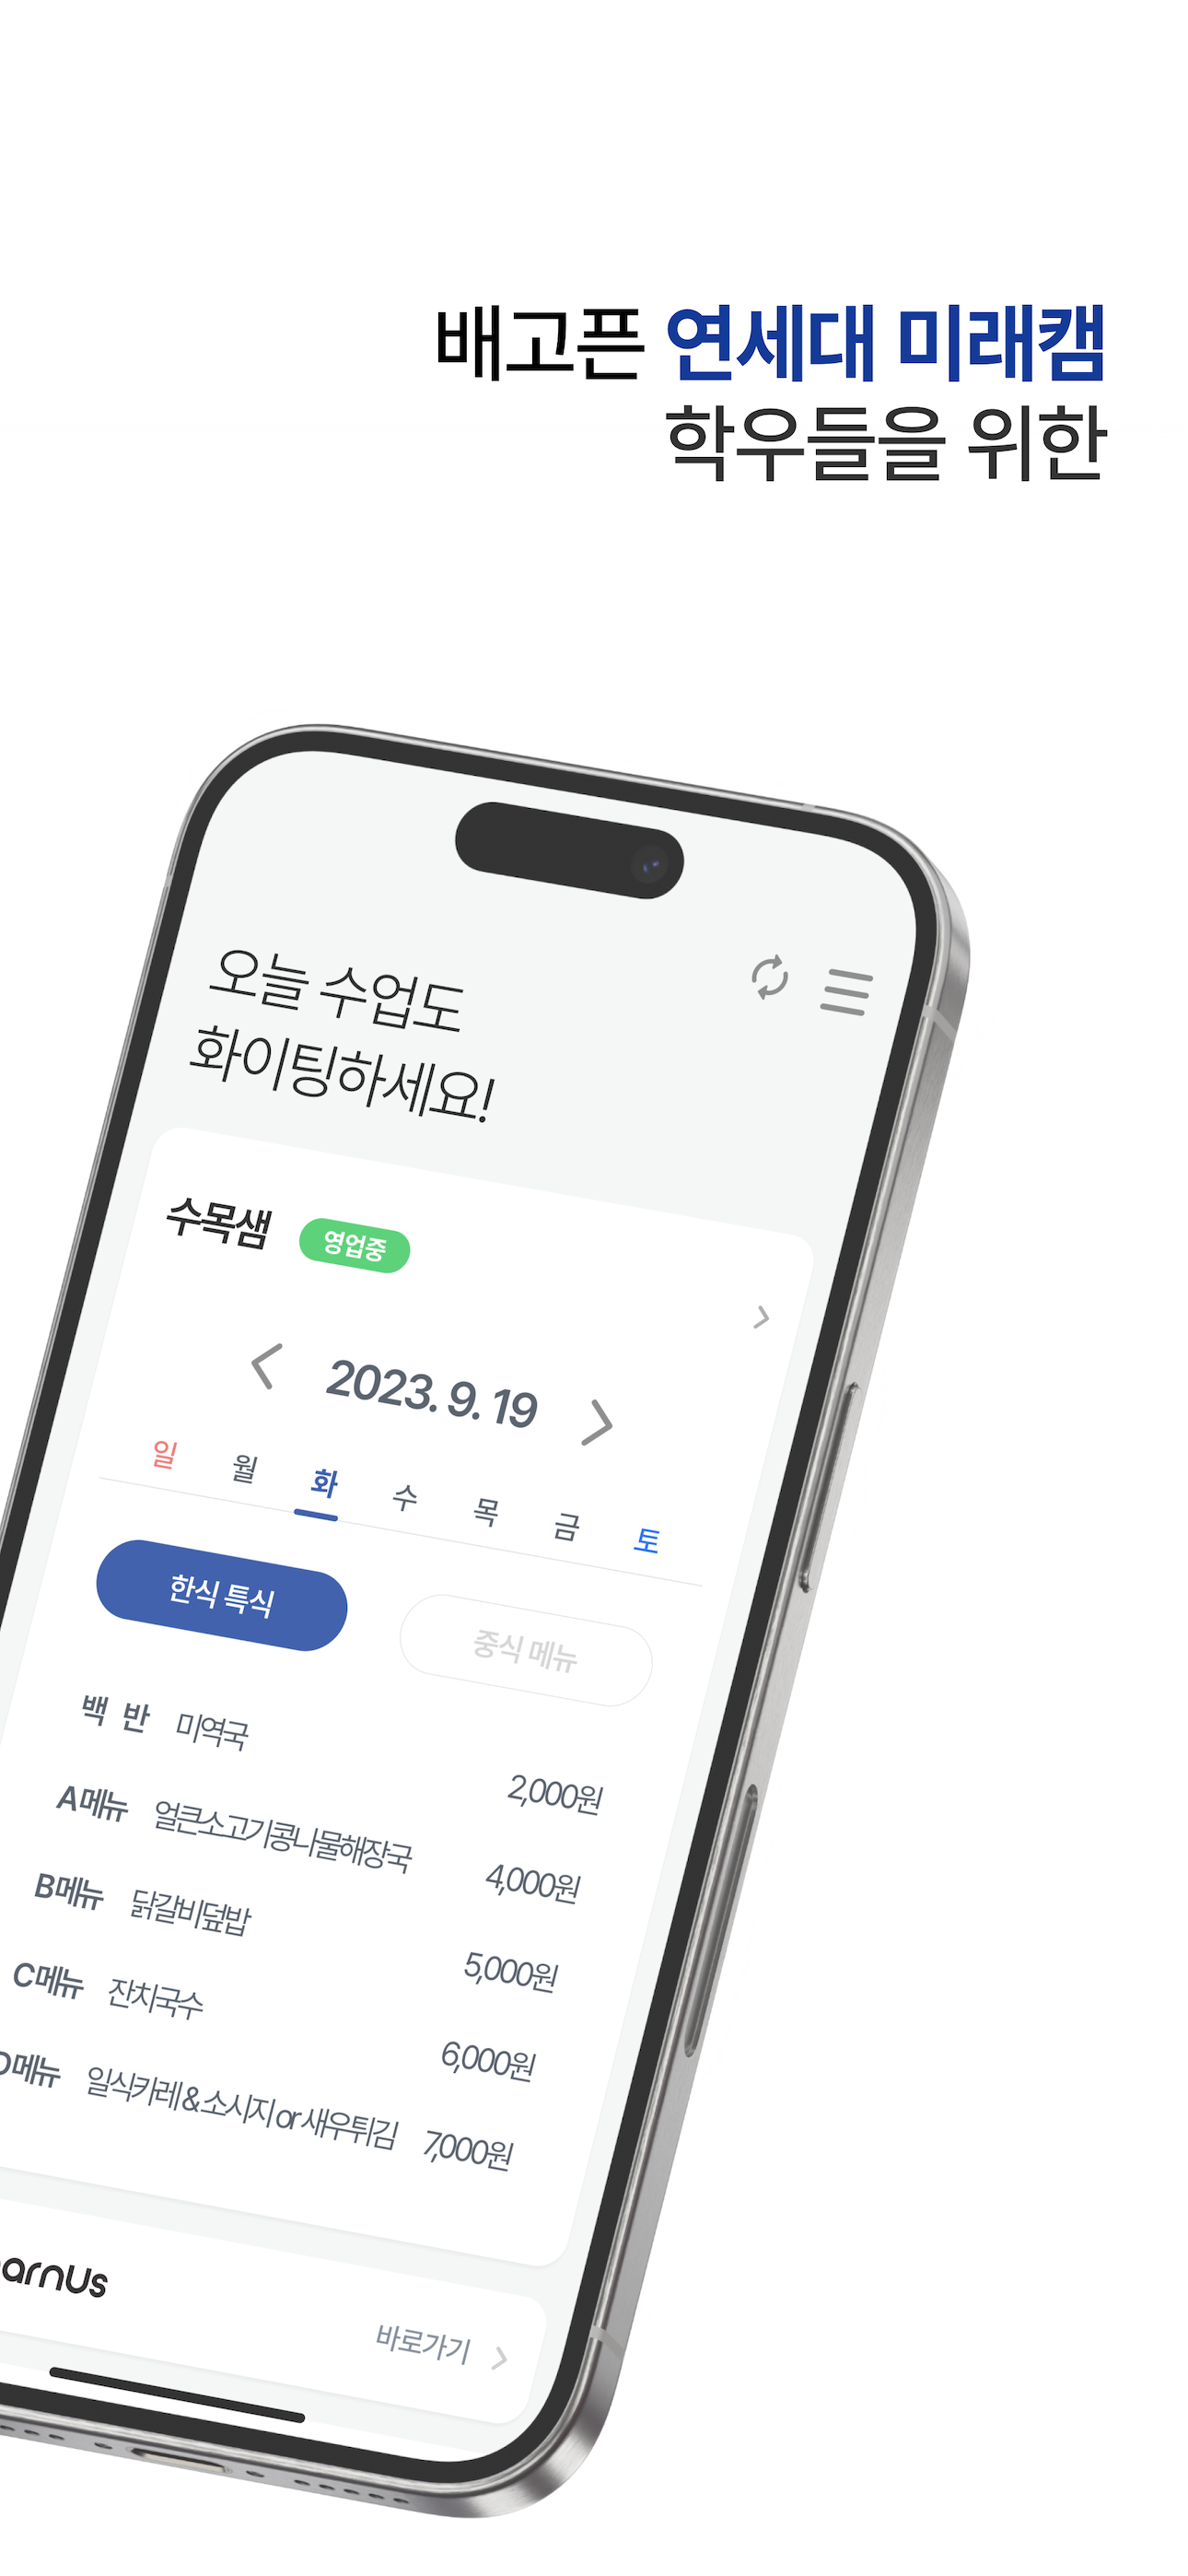 배고픈 연세대 미래캠
학우들을 위한
오늘 수업도
화이팅하세요!
수목샘 영업중
2023. 9. 19
일 월 화 수 목 금 토
한식 특식 중식 메뉴
백 반 미역국 2,000원
A메뉴 얼큰소고기콩나물해장국 4,000원
B메뉴 닭갈비덮밥 5,000원
C메뉴 잔치국수 6,000원
D메뉴 일식카레 & 소시지 or 새우튀김 7,000원
바로가기